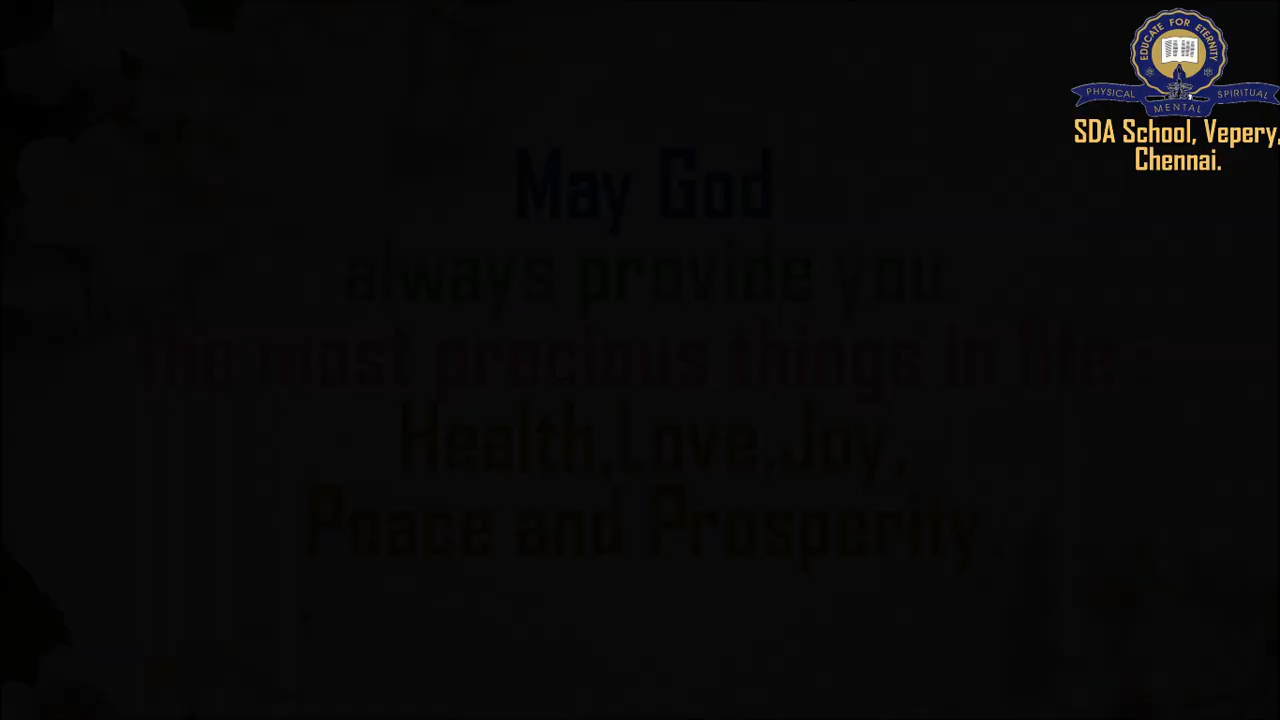 EDUCATE FOR ETERNITY
PHYSICAL
MENTAL
SPIRITUAL
SDA School, Vepery,
Chennai.
May God
always provide you
the most precious things in life :
Health,Love,Joy,
Peace and Prosperity.